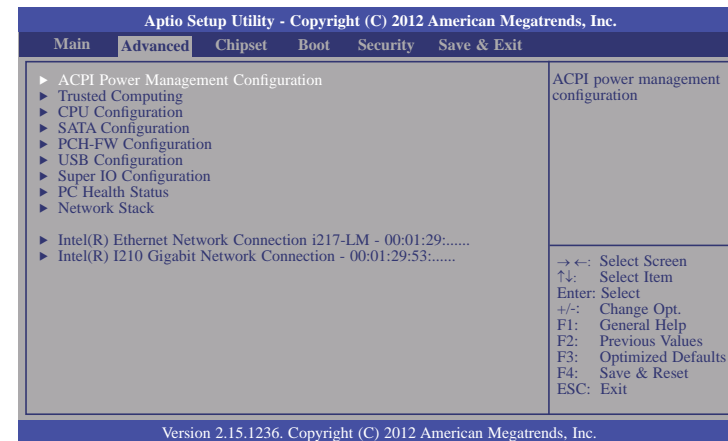 Aptio Setup Utility - Copyright (C) 2012 American Megatrends, Inc.
Main Advanced Chipset Boot Security Save & Exit
► ACPI Power Management Configuration
► Trusted Computing
► CPU Configuration
► SATA Configuration
► PCH-FW Configuration
► USB Configuration
► Super IO Configuration
► PC Health Status
► Network Stack
► Intel(R) Ethernet Network Connection i217-LM - 00:01:29:......
► Intel(R) I210 Gigabit Network Connection - 00:01:29:53:......
ACPI power management
configuration
→←: Select Screen
↑↓: Select Item
Enter: Select
+/-: Change Opt.
F1: General Help
F2: Previous Values
F3: Optimized Defaults
F4: Save & Reset
ESC: Exit
Version 2.15.1236. Copyright (C) 2012 American Megatrends, Inc.